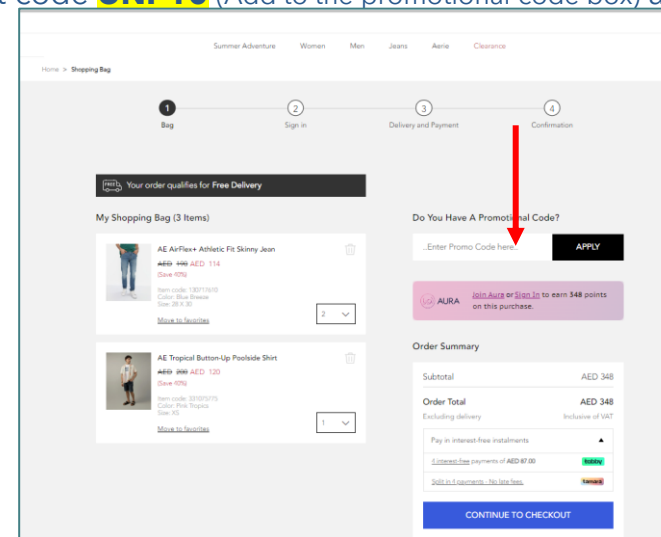 Summer Adventure Women Men Jeans Aerie Clearance
Home > Shopping Bag
1 2 3 4
Bag Sign in Delivery and Payment Confirmation
FREE Your order qualifies for Free Delivery
My Shopping Bag (3 Items)
AE AirFlex+ Athletic Fit Skinny Jean
AED 190 AED 114
(Save 40%)
Color: Blue Breeze
Size: 28 X 30
Move to favorites
2
AE Tropical Button-Up Poolside Shirt
AED 200 AED 120
(Save 40%)
Color: Pink Tropics
Size: XS
Move to favorites
1
Do You Have A Promotional Code?
..Enter Promo Code here..
APPLY
AURA Join Aura or Sign In to earn 348 points
on this purchase.
Order Summary
Subtotal AED 348
Order Total AED 348
Excluding delivery Inclusive of VAT
Pay in interest-free instalments
4 interest-free payments of AED 87.00 tabby
Split in 4 payments - No late fees. tamara
CONTINUE TO CHECKOUT